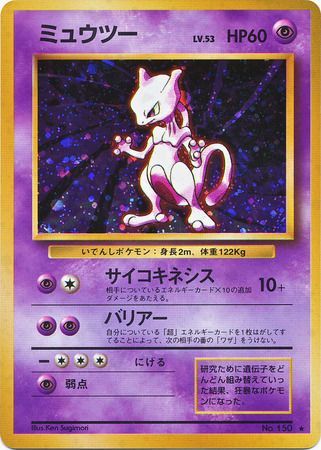 ミュウツー LV.53 HP60
いでんしポケモン：身長2m、体重122Kg
サイコキネシス 10+
相手についているエネルギーカード×10の追加
ダメージをあたえる。
バリアー
自分についている「超」エネルギーカードを1枚はがしてす
てることによって、次の相手の番の「ワザ」をうけない。
にげる
弱点
研究ために遺伝子を
どんどん組み替えていっ
た結果、狂暴なポケモ
ンになった。
Illus.Ken Sugimori
No.150 ★